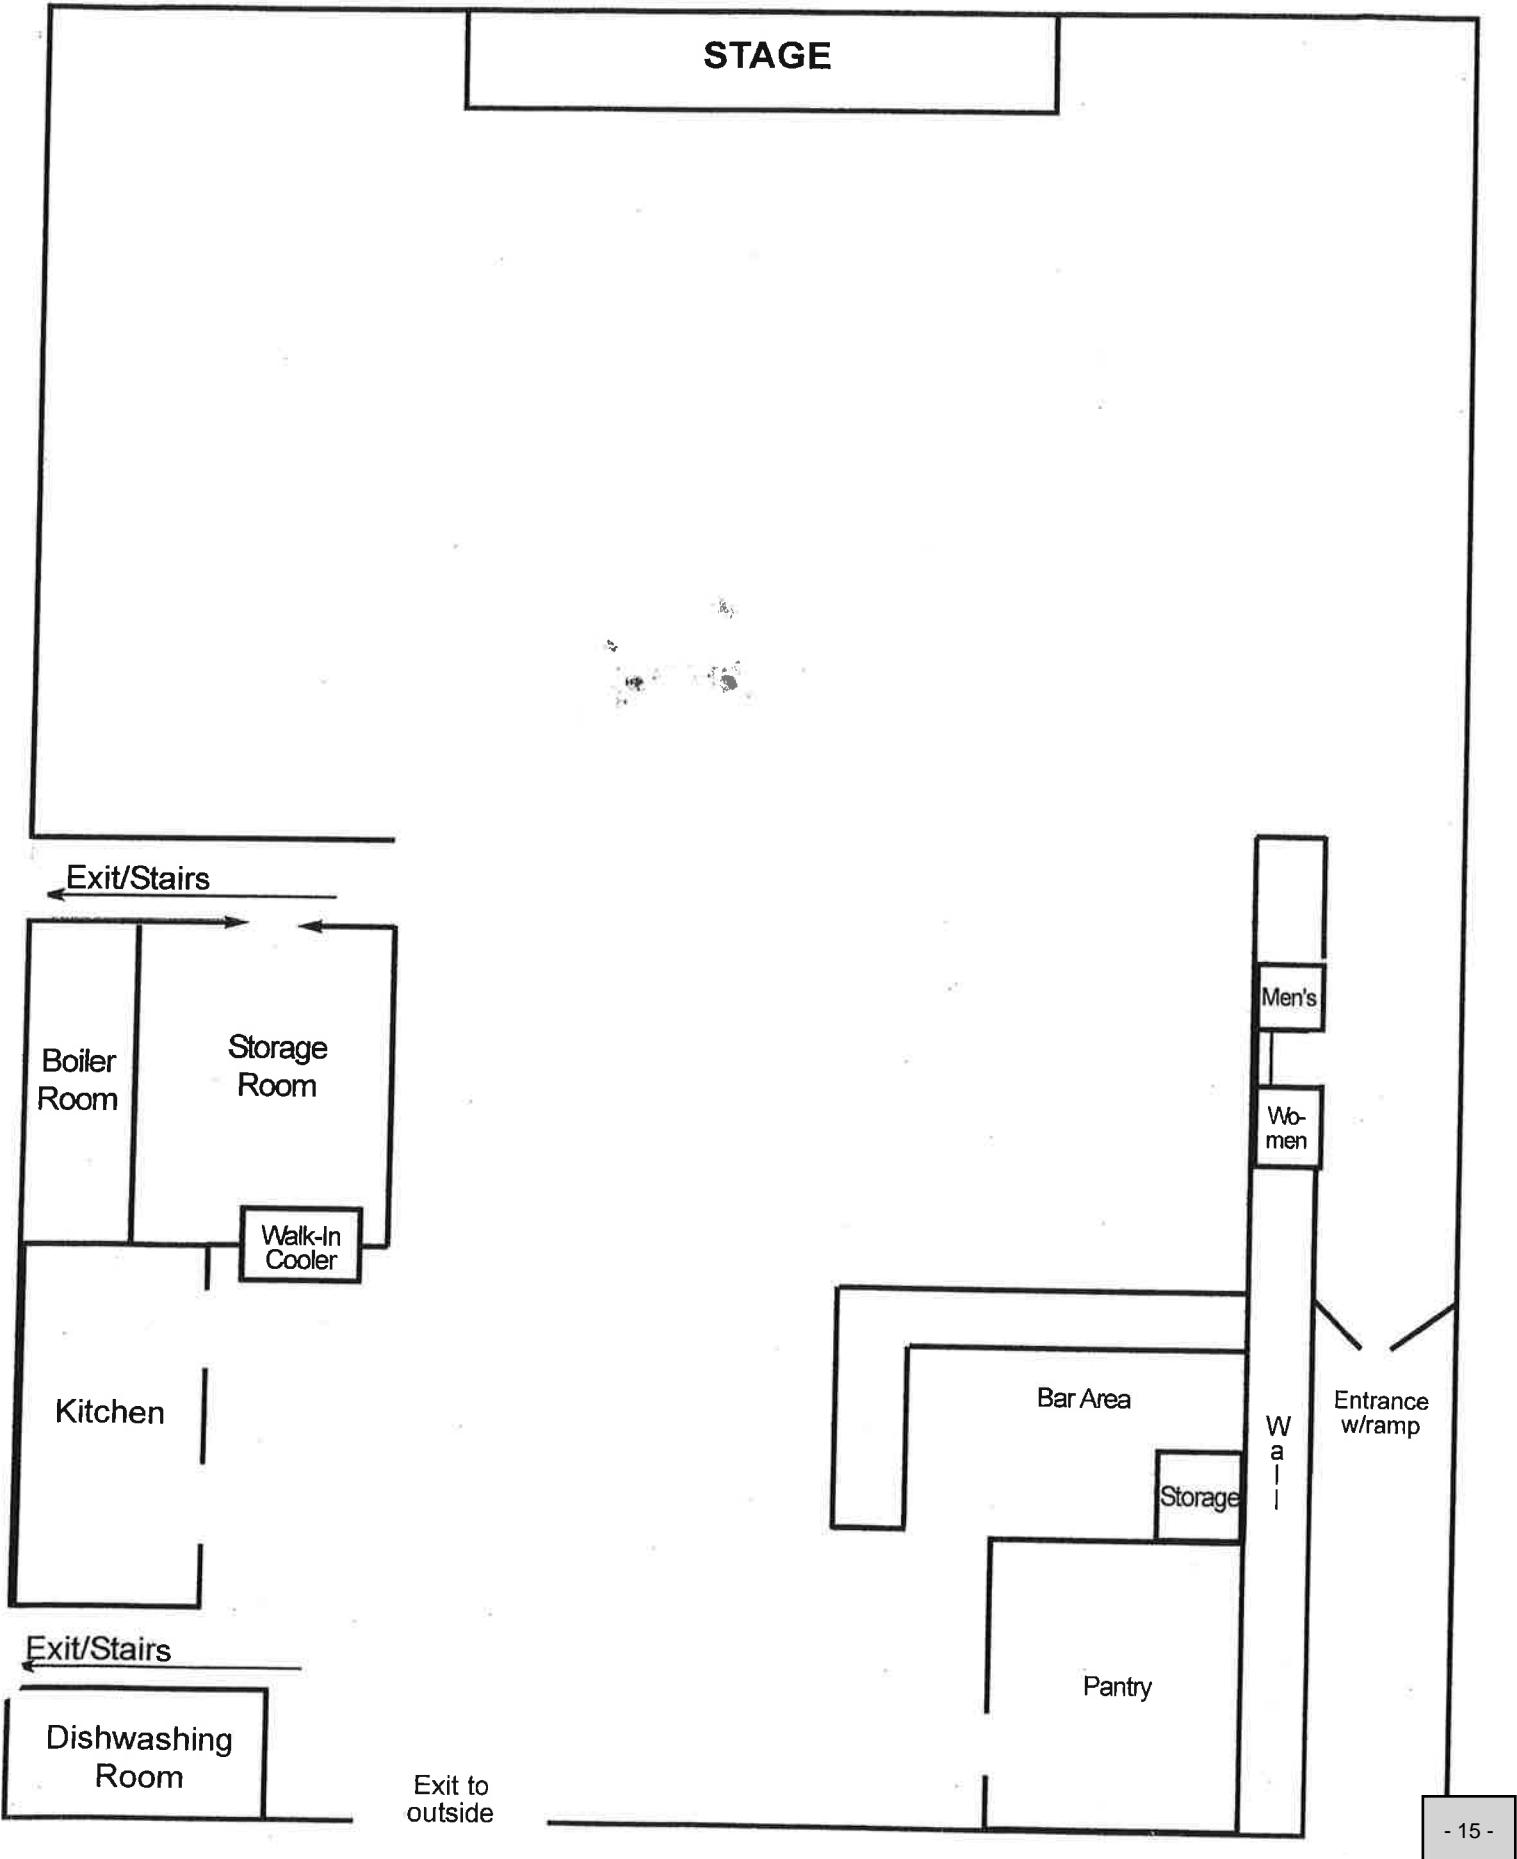 STAGE
Exit/Stairs
Men's
Boiler
Room
Storage
Room
Wo-
men
Walk-In
Cooler
Kitchen
Bar Area
Entrance
w/ramp
W
a
l
l
Storage
Exit/Stairs
Pantry
Dishwashing
Room
Exit to
outside
- 15 -